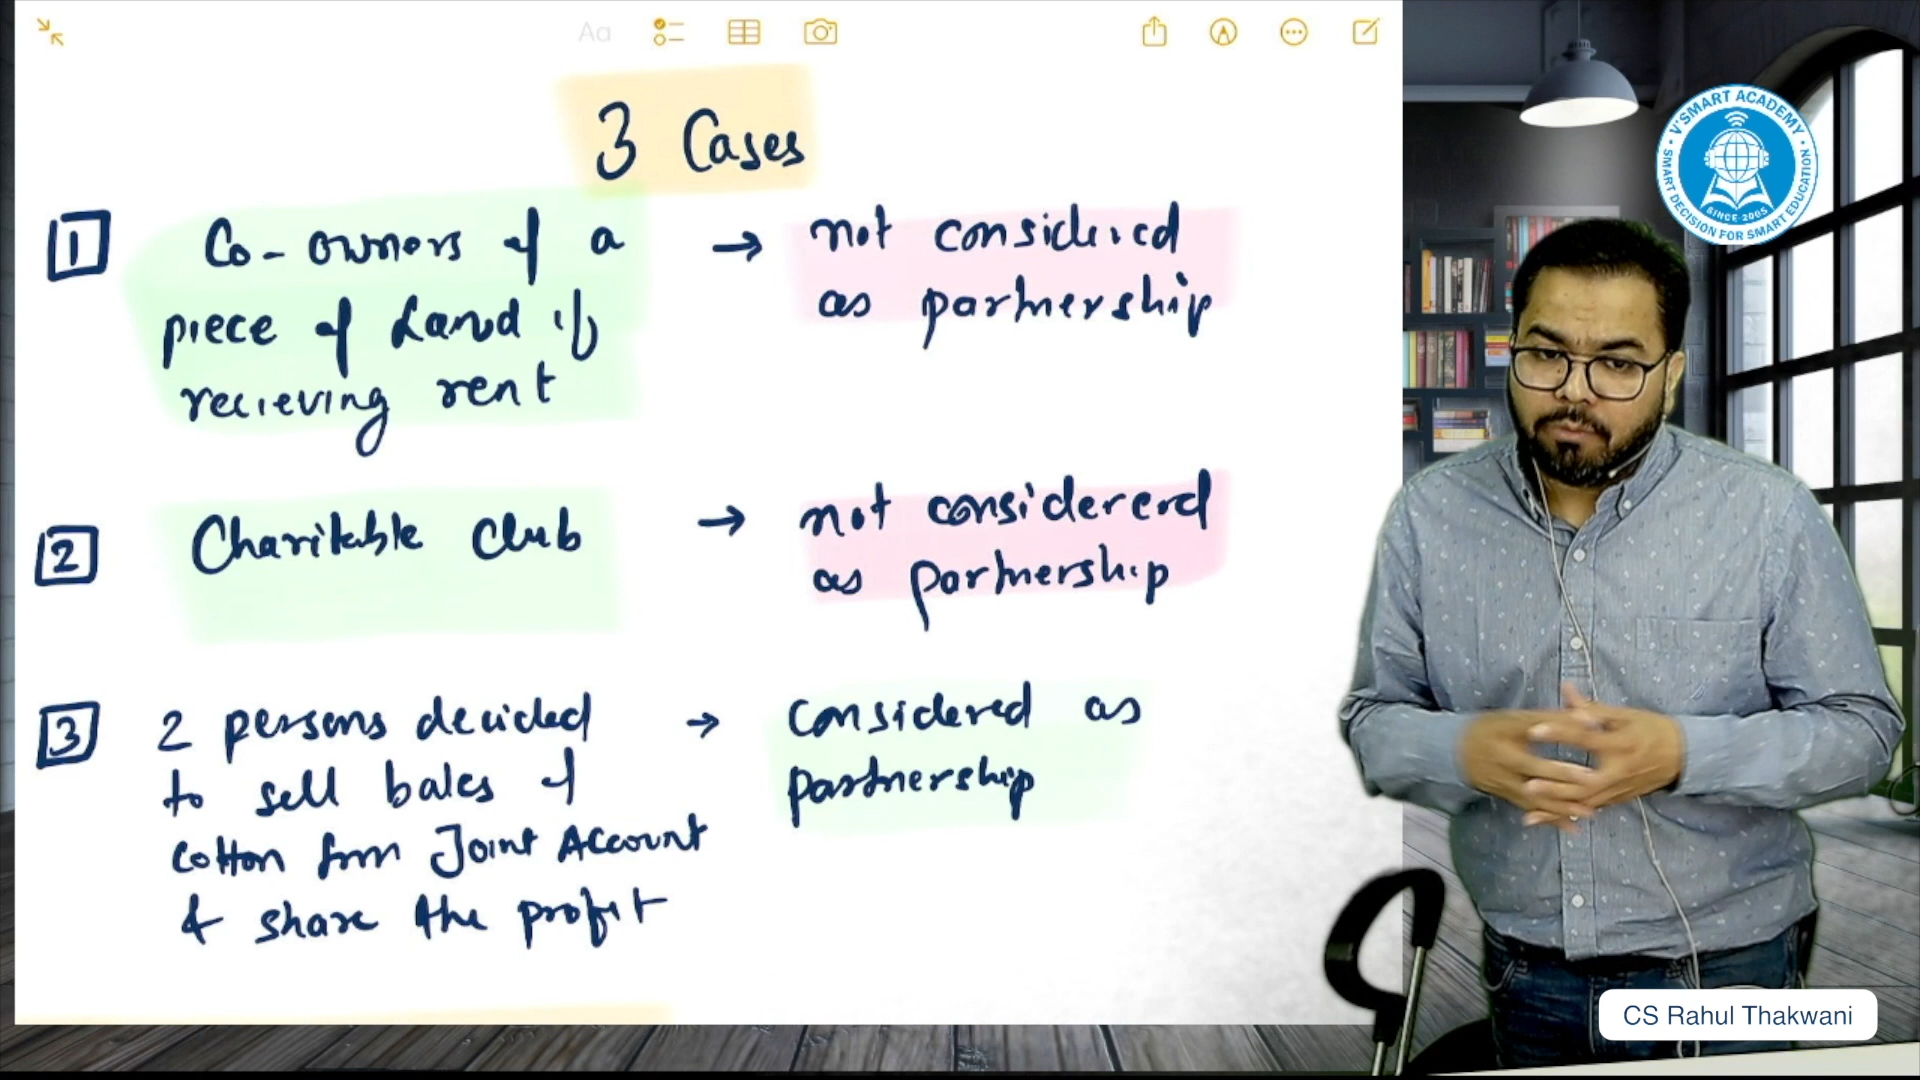 Aa
3 Cases
1
Co-owners of a
piece of Land if
recieving rent
→ not considered
as partnership
2
Charitable Club
→ not considererd
as partnership
3
2 persons decided
to sell bales of
cotton from Joint Account
& share the profit
→ considered as
partnership
V'SMART ACADEMY
SMART DECISION FOR SMART EDUCATION
SINCE-2005
CS Rahul Thakwani